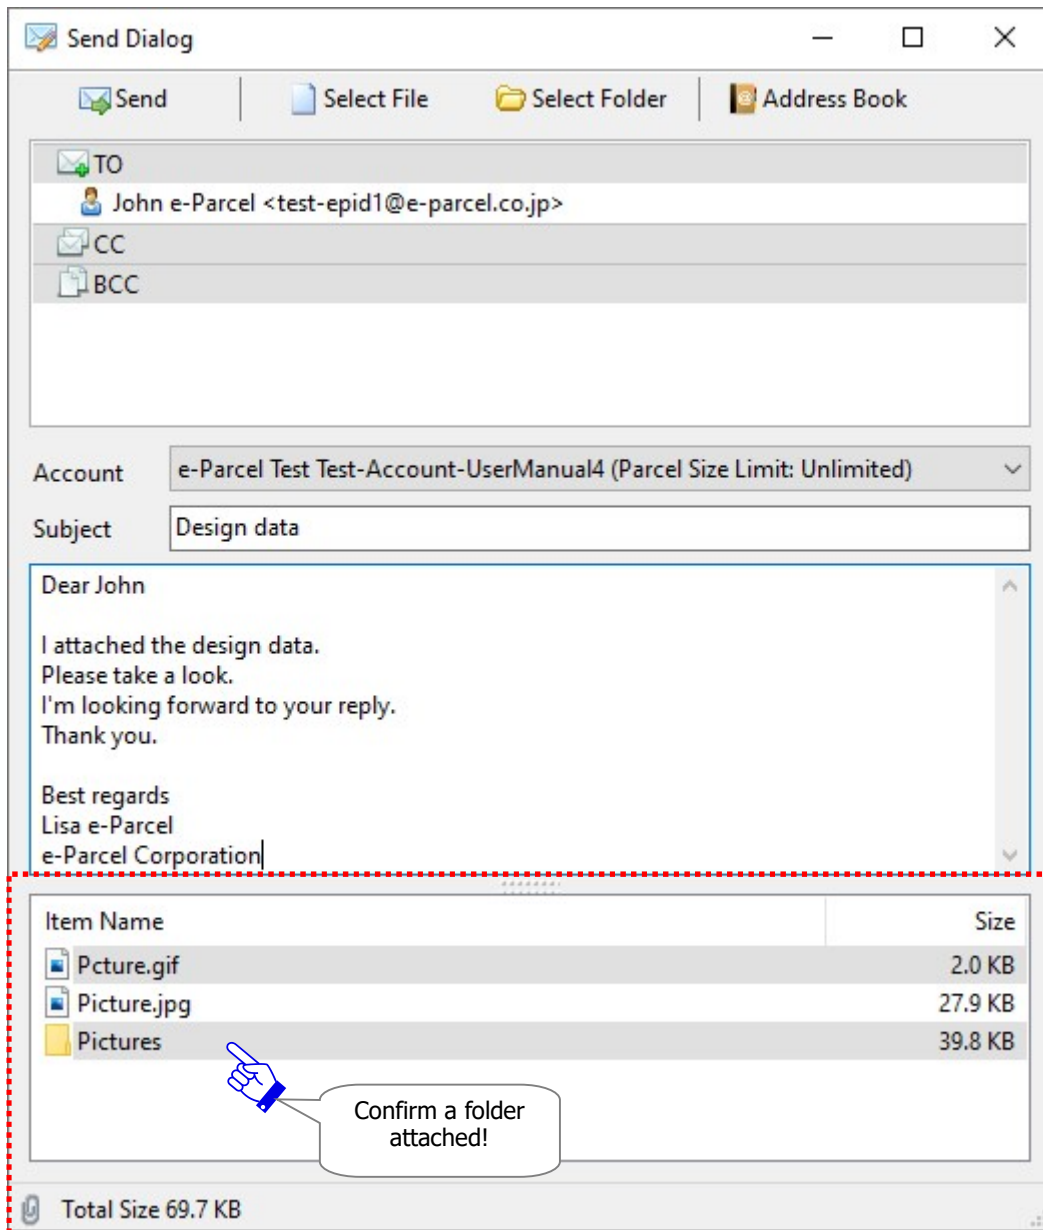 Send Dialog
Send Select File Select Folder Address Book
TO
John e-Parcel <test-epid1@e-parcel.co.jp>
CC
BCC
Account e-Parcel Test Test-Account-UserManual4 (Parcel Size Limit: Unlimited)
Subject Design data
Dear John
I attached the design data.
Please take a look.
I'm looking forward to your reply.
Thank you.
Best regards
Lisa e-Parcel
e-Parcel Corporation
Item Name Size
Pcture.gif 2.0 KB
Picture.jpg 27.9 KB
Pictures 39.8 KB
Confirm a folder
attached!
Total Size 69.7 KB